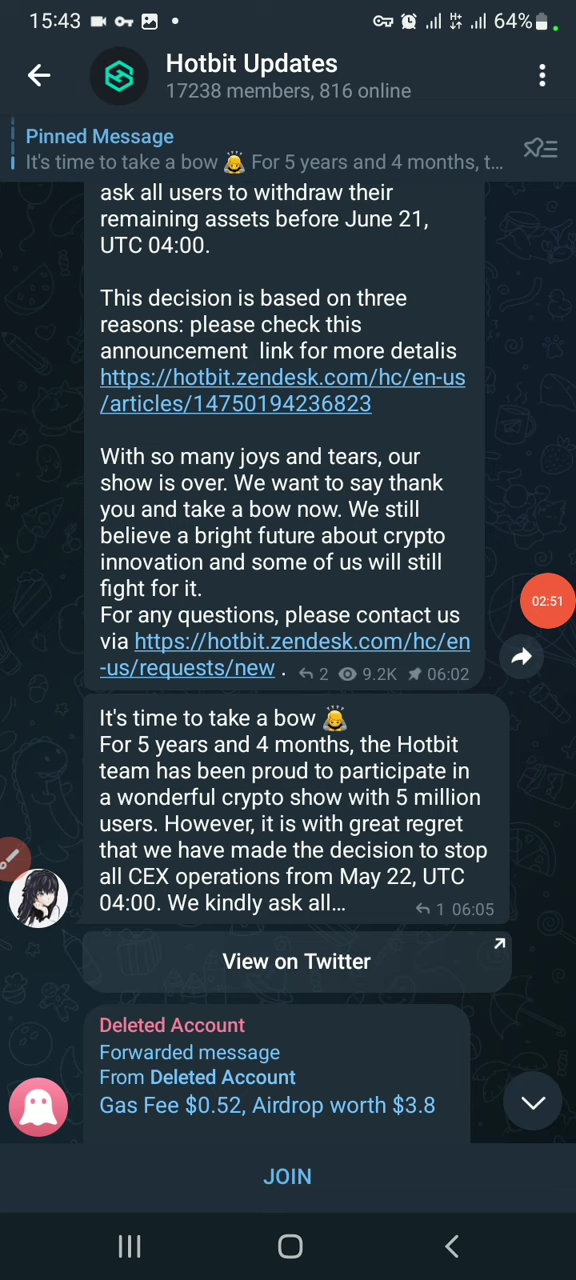 15:43
64%
Hotbit Updates
17238 members, 816 online
Pinned Message
It's time to take a bow 🙇 For 5 years and 4 months, t...
ask all users to withdraw their
remaining assets before June 21,
UTC 04:00.
This decision is based on three
reasons: please check this
announcement  link for more detalis
https://hotbit.zendesk.com/hc/en-us
/articles/14750194236823
With so many joys and tears, our
show is over. We want to say thank
you and take a bow now. We still
believe a bright future about crypto
innovation and some of us will still
fight for it.
For any questions, please contact us
via https://hotbit.zendesk.com/hc/en
-us/requests/new .
2 9.2K 06:02
02:51
It's time to take a bow 🙇
For 5 years and 4 months, the Hotbit
team has been proud to participate in
a wonderful crypto show with 5 million
users. However, it is with great regret
that we have made the decision to stop
all CEX operations from May 22, UTC
04:00. We kindly ask all...
1 06:05
View on Twitter
Deleted Account
Forwarded message
From Deleted Account
Gas Fee $0.52, Airdrop worth $3.8
JOIN